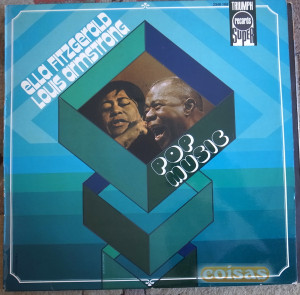 TRIUMPH
records
SUPER
ella fitzgerald
louis armstrong
POP
MUSIC
coisas